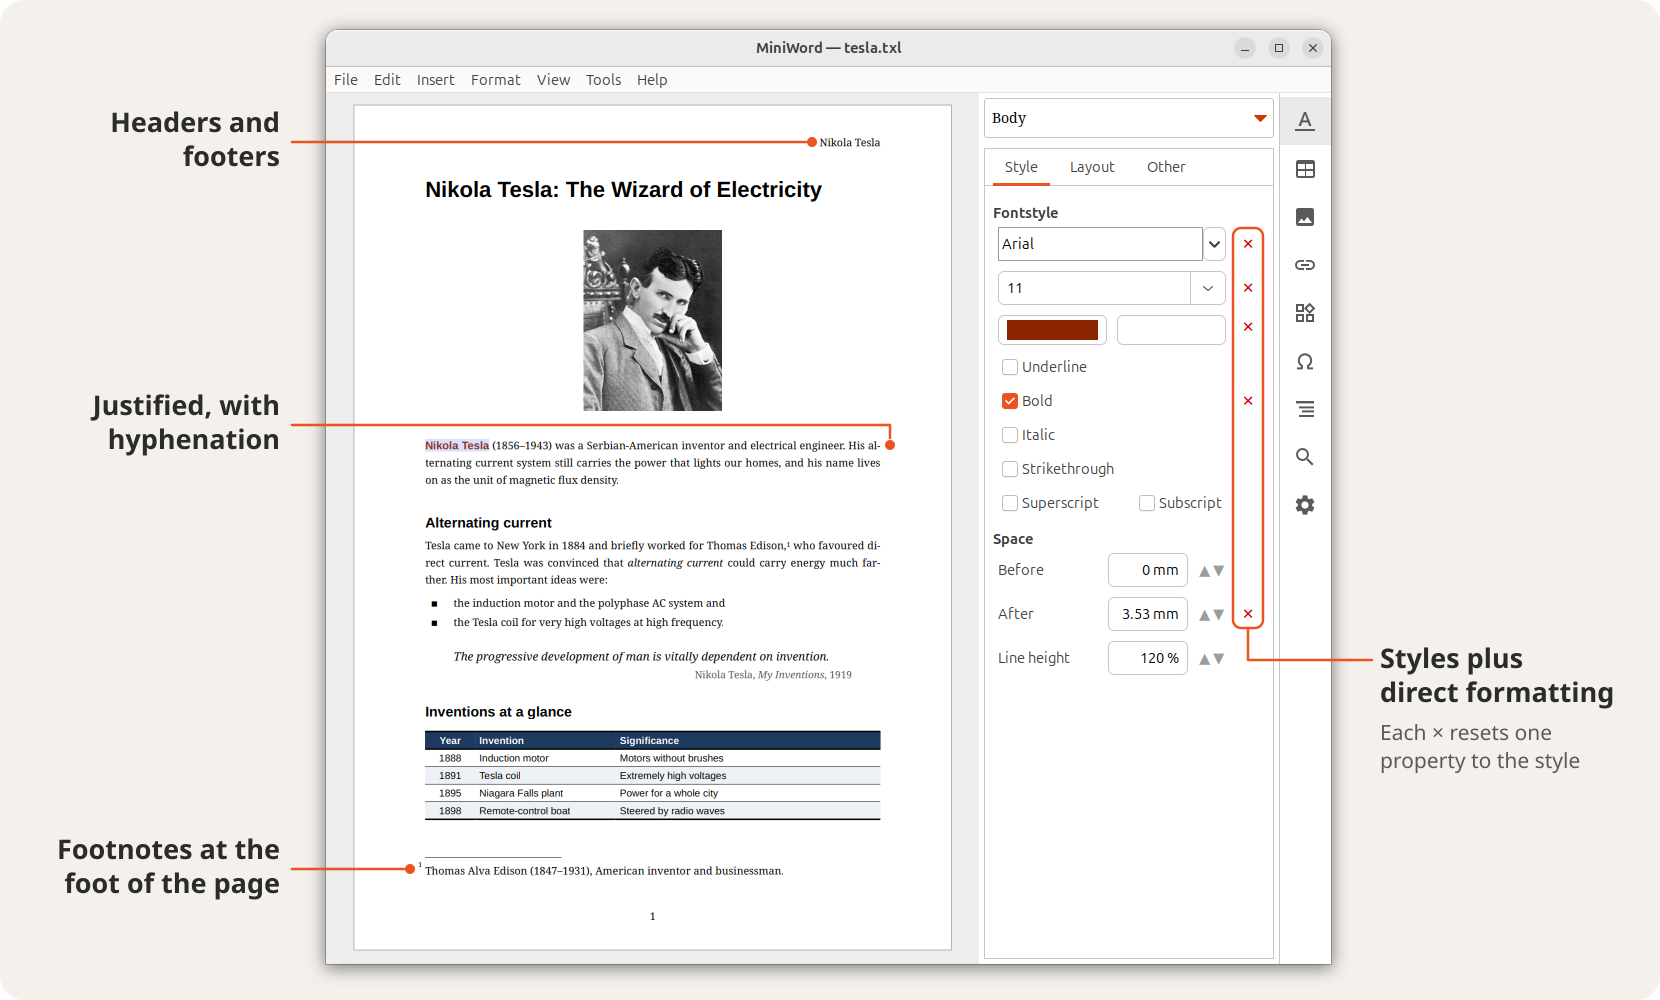 MiniWord — tesla.txl
File Edit Insert Format View Tools Help
Headers and
footers
Nikola Tesla
Nikola Tesla: The Wizard of Electricity
Justified, with
hyphenation
Nikola Tesla (1856–1943) was a Serbian-American inventor and electrical engineer. His al-
ternating current system still carries the power that lights our homes, and his name lives
on as the unit of magnetic flux density.
Alternating current
Tesla came to New York in 1884 and briefly worked for Thomas Edison,¹ who favoured di-
rect current. Tesla was convinced that alternating current could carry energy much far-
ther. His most important ideas were:
■ the induction motor and the polyphase AC system and
■ the Tesla coil for very high voltages at high frequency.
The progressive development of man is vitally dependent on invention.
Nikola Tesla, My Inventions, 1919
Inventions at a glance
Year Invention Significance
1888 Induction motor Motors without brushes
1891 Tesla coil Extremely high voltages
1895 Niagara Falls plant Power for a whole city
1898 Remote-control boat Steered by radio waves
Footnotes at the
foot of the page
¹ Thomas Alva Edison (1847–1931), American inventor and businessman.
1
Body
Style Layout Other
Fontstyle
Arial ×
11 ×
×
Underline
Bold ×
Italic
Strikethrough
Superscript Subscript
Space
Before 0 mm ▲▼
After 3.53 mm ▲▼ ×
Line height 120 % ▲▼
A
Ω
Styles plus
direct formatting
Each × resets one
property to the style